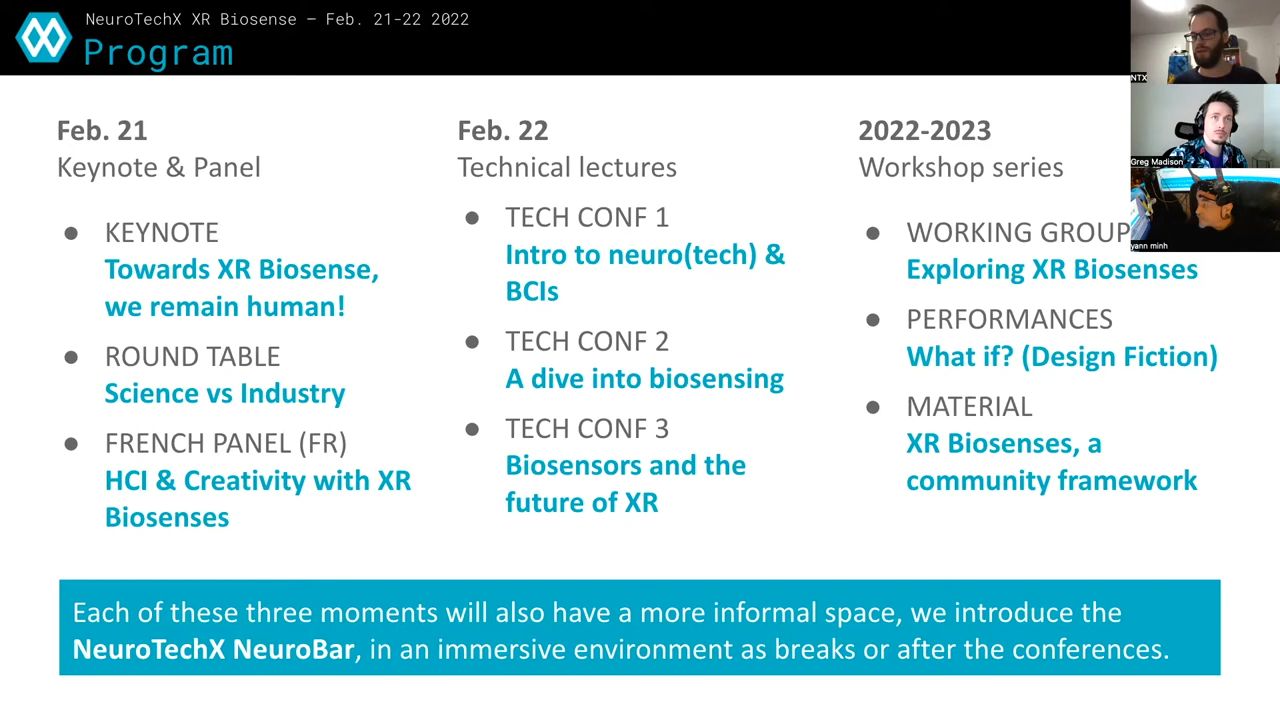 NeuroTechX XR Biosense – Feb. 21-22 2022
Program
Feb. 21
Keynote & Panel
● KEYNOTE
Towards XR Biosense,
we remain human!
● ROUND TABLE
Science vs Industry
● FRENCH PANEL (FR)
HCI & Creativity with XR
Biosenses
Feb. 22
Technical lectures
● TECH CONF 1
Intro to neuro(tech) &
BCIs
● TECH CONF 2
A dive into biosensing
● TECH CONF 3
Biosensors and the
future of XR
2022-2023
Workshop series
● WORKING GROUP
Exploring XR Biosenses
● PERFORMANCES
What if? (Design Fiction)
● MATERIAL
XR Biosenses, a
community framework
Each of these three moments will also have a more informal space, we introduce the
NeuroTechX NeuroBar, in an immersive environment as breaks or after the conferences.
NTX
Greg Madison
yann minh